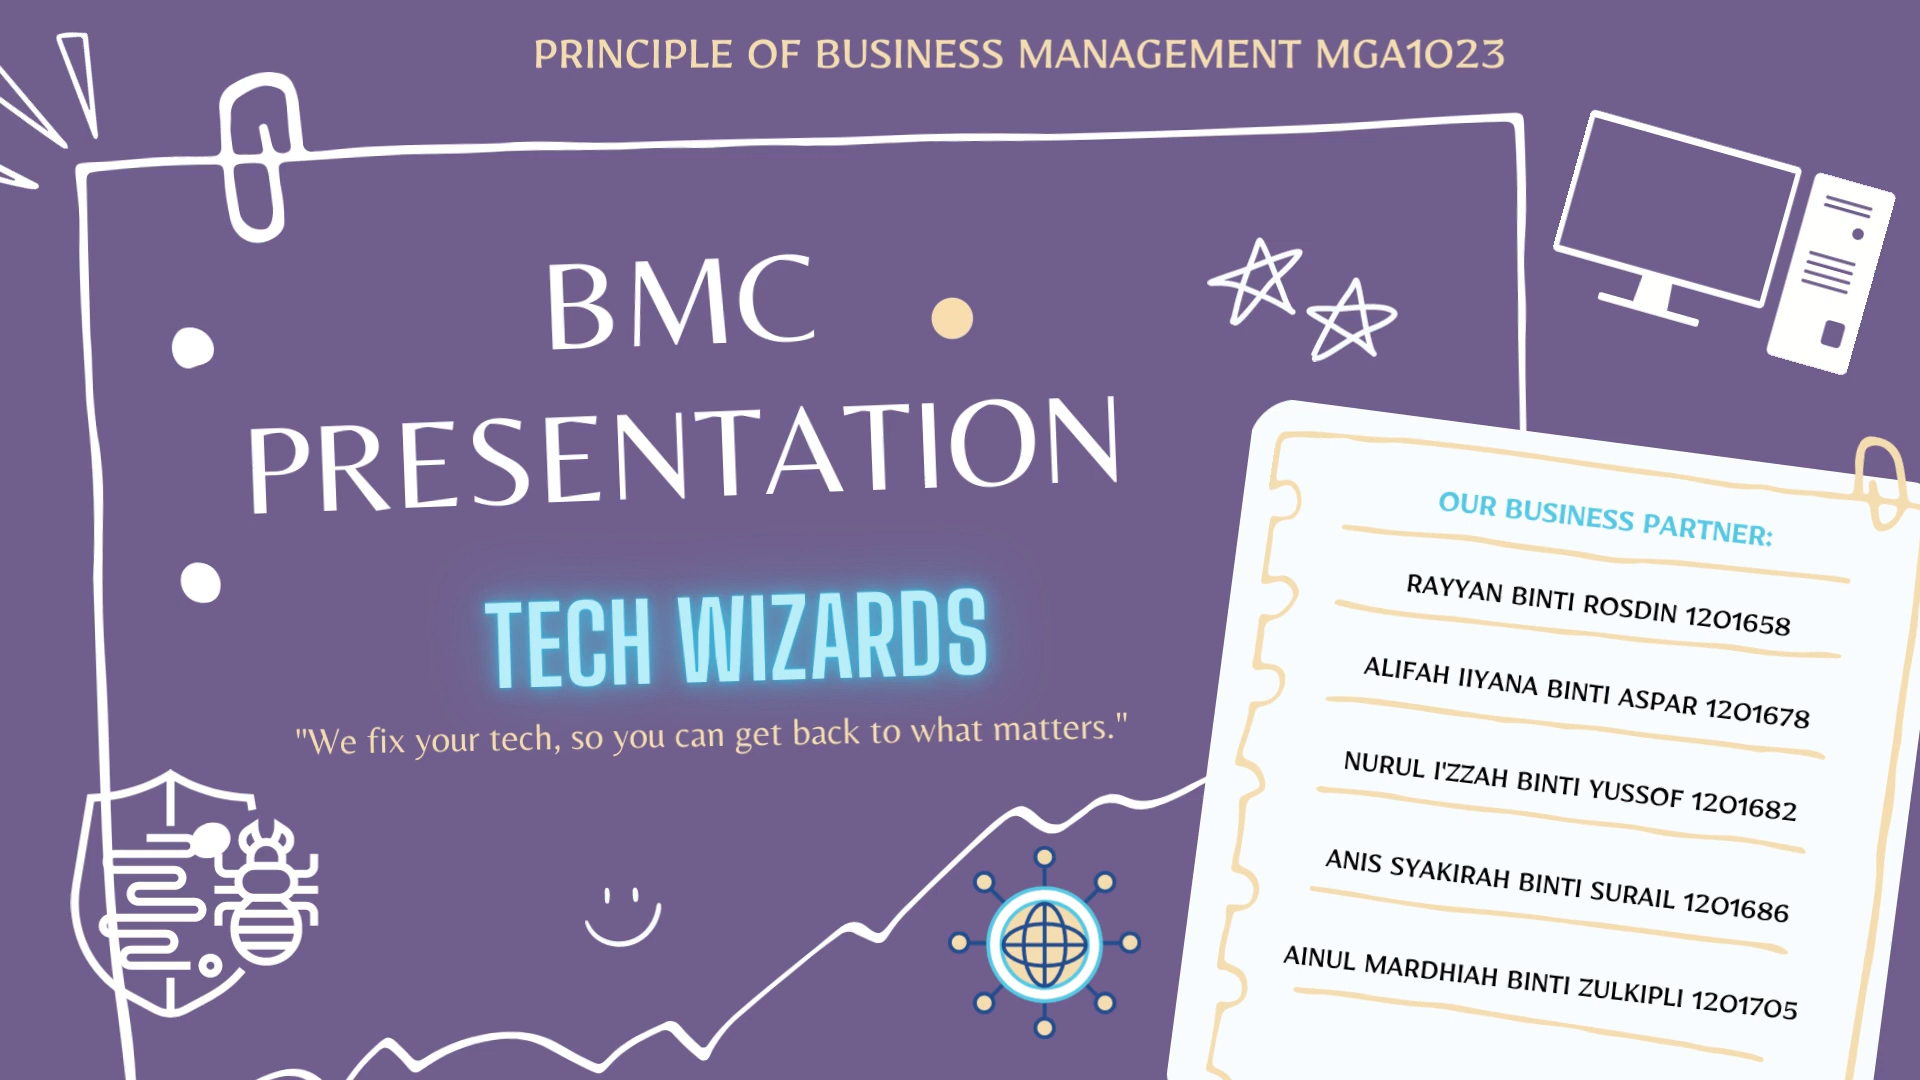 PRINCIPLE OF BUSINESS MANAGEMENT MGA1023
BMC
PRESENTATION
TECH WIZARDS
"We fix your tech, so you can get back to what matters."
OUR BUSINESS PARTNER:
RAYYAN BINTI ROSDIN 1201658
ALIFAH IIYANA BINTI ASPAR 1201678
NURUL I'ZZAH BINTI YUSSOF 1201682
ANIS SYAKIRAH BINTI SURAIL 1201686
AINUL MARDHIAH BINTI ZULKIPLI 1201705